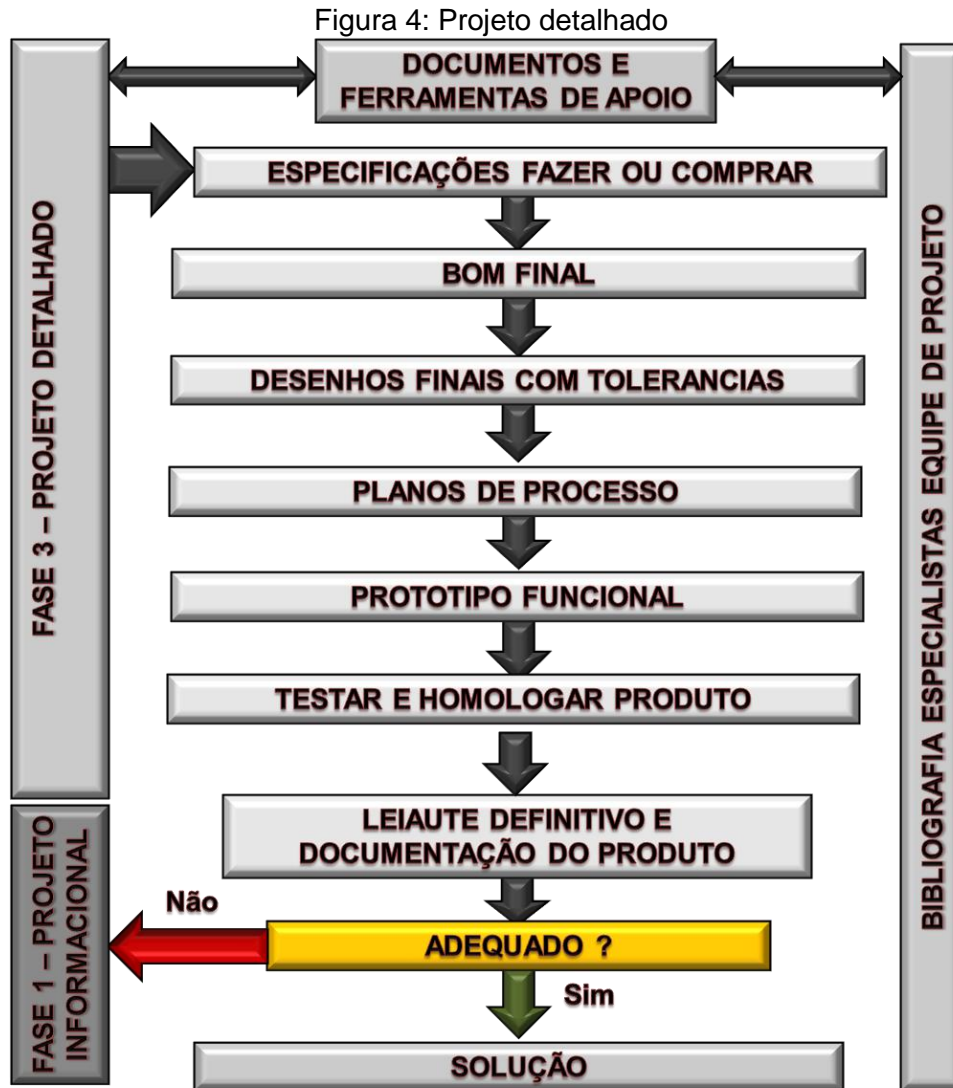 Figura 4: Projeto detalhado
DOCUMENTOS E
FERRAMENTAS DE APOIO
ESPECIFICAÇÕES FAZER OU COMPRAR
BOM FINAL
DESENHOS FINAIS COM TOLERANCIAS
PLANOS DE PROCESSO
PROTOTIPO FUNCIONAL
TESTAR E HOMOLOGAR PRODUTO
LEIAUTE DEFINITIVO E
DOCUMENTAÇÃO DO PRODUTO
Não
ADEQUADO ?
Sim
SOLUÇÃO
FASE 3 – PROJETO DETALHADO
FASE 1 – PROJETO
INFORMACIONAL
BIBLIOGRAFIA ESPECIALISTAS EQUIPE DE PROJETO